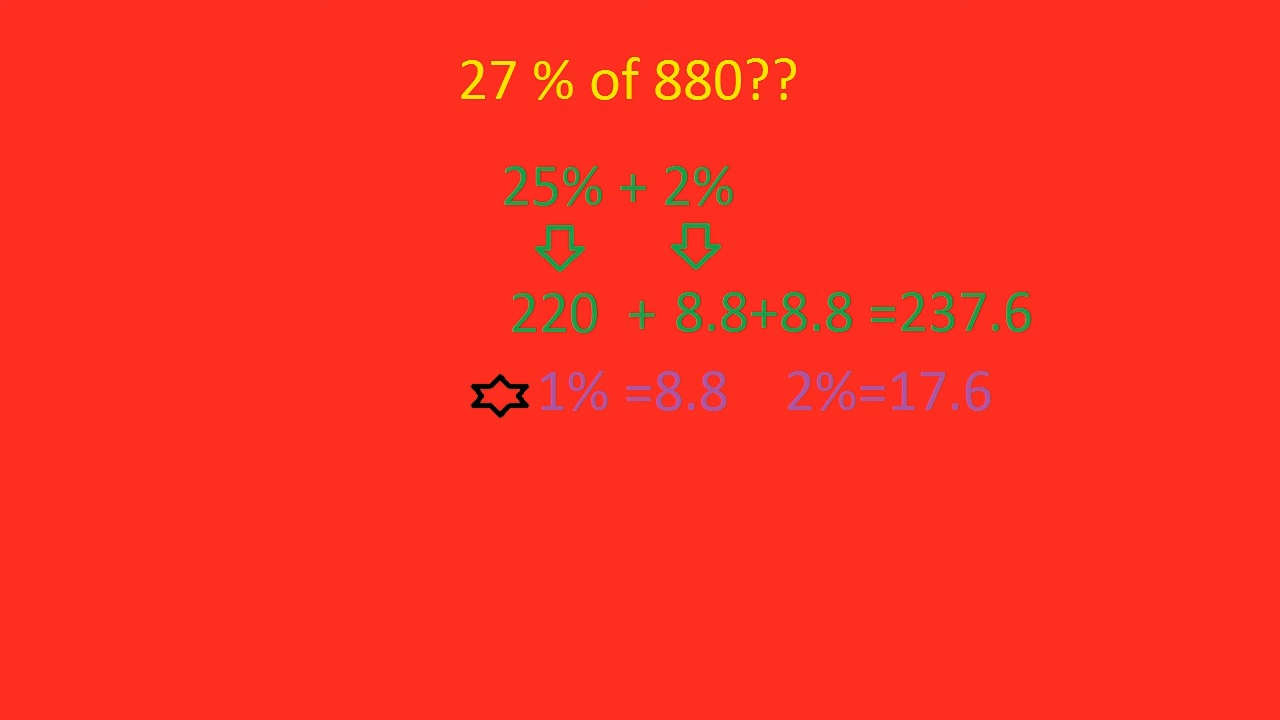 27 % of 880??
25% + 2%
220 + 8.8+8.8 =237.6
1% =8.8 2%=17.6